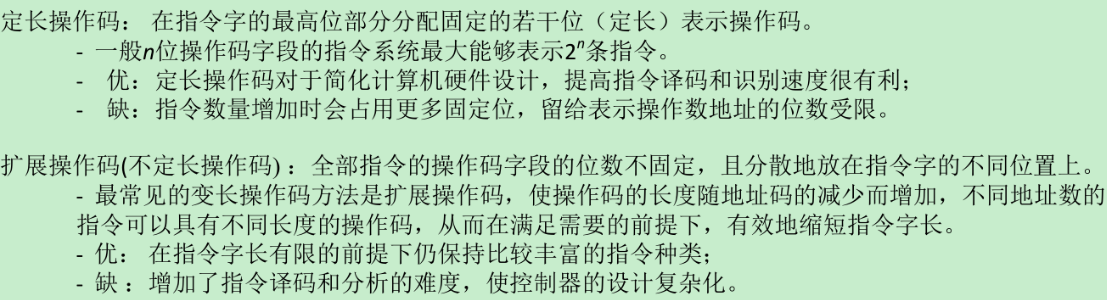 定长操作码： 在指令字的最高位部分分配固定的若干位（定长）表示操作码。
- 一般n位操作码字段的指令系统最大能够表示2ⁿ条指令。
- 优：定长操作码对于简化计算机硬件设计，提高指令译码和识别速度很有利；
- 缺：指令数量增加时会占用更多固定位，留给表示操作数地址的位数受限。
扩展操作码(不定长操作码)：全部指令的操作码字段的位数不固定，且分散地放在指令字的不同位置上。
- 最常见的变长操作码方法是扩展操作码，使操作码的长度随地址码的减少而增加，不同地址数的
指令可以具有不同长度的操作码，从而在满足需要的前提下，有效地缩短指令字长。
- 优： 在指令字长有限的前提下仍保持比较丰富的指令种类；
- 缺：增加了指令译码和分析的难度，使控制器的设计复杂化。